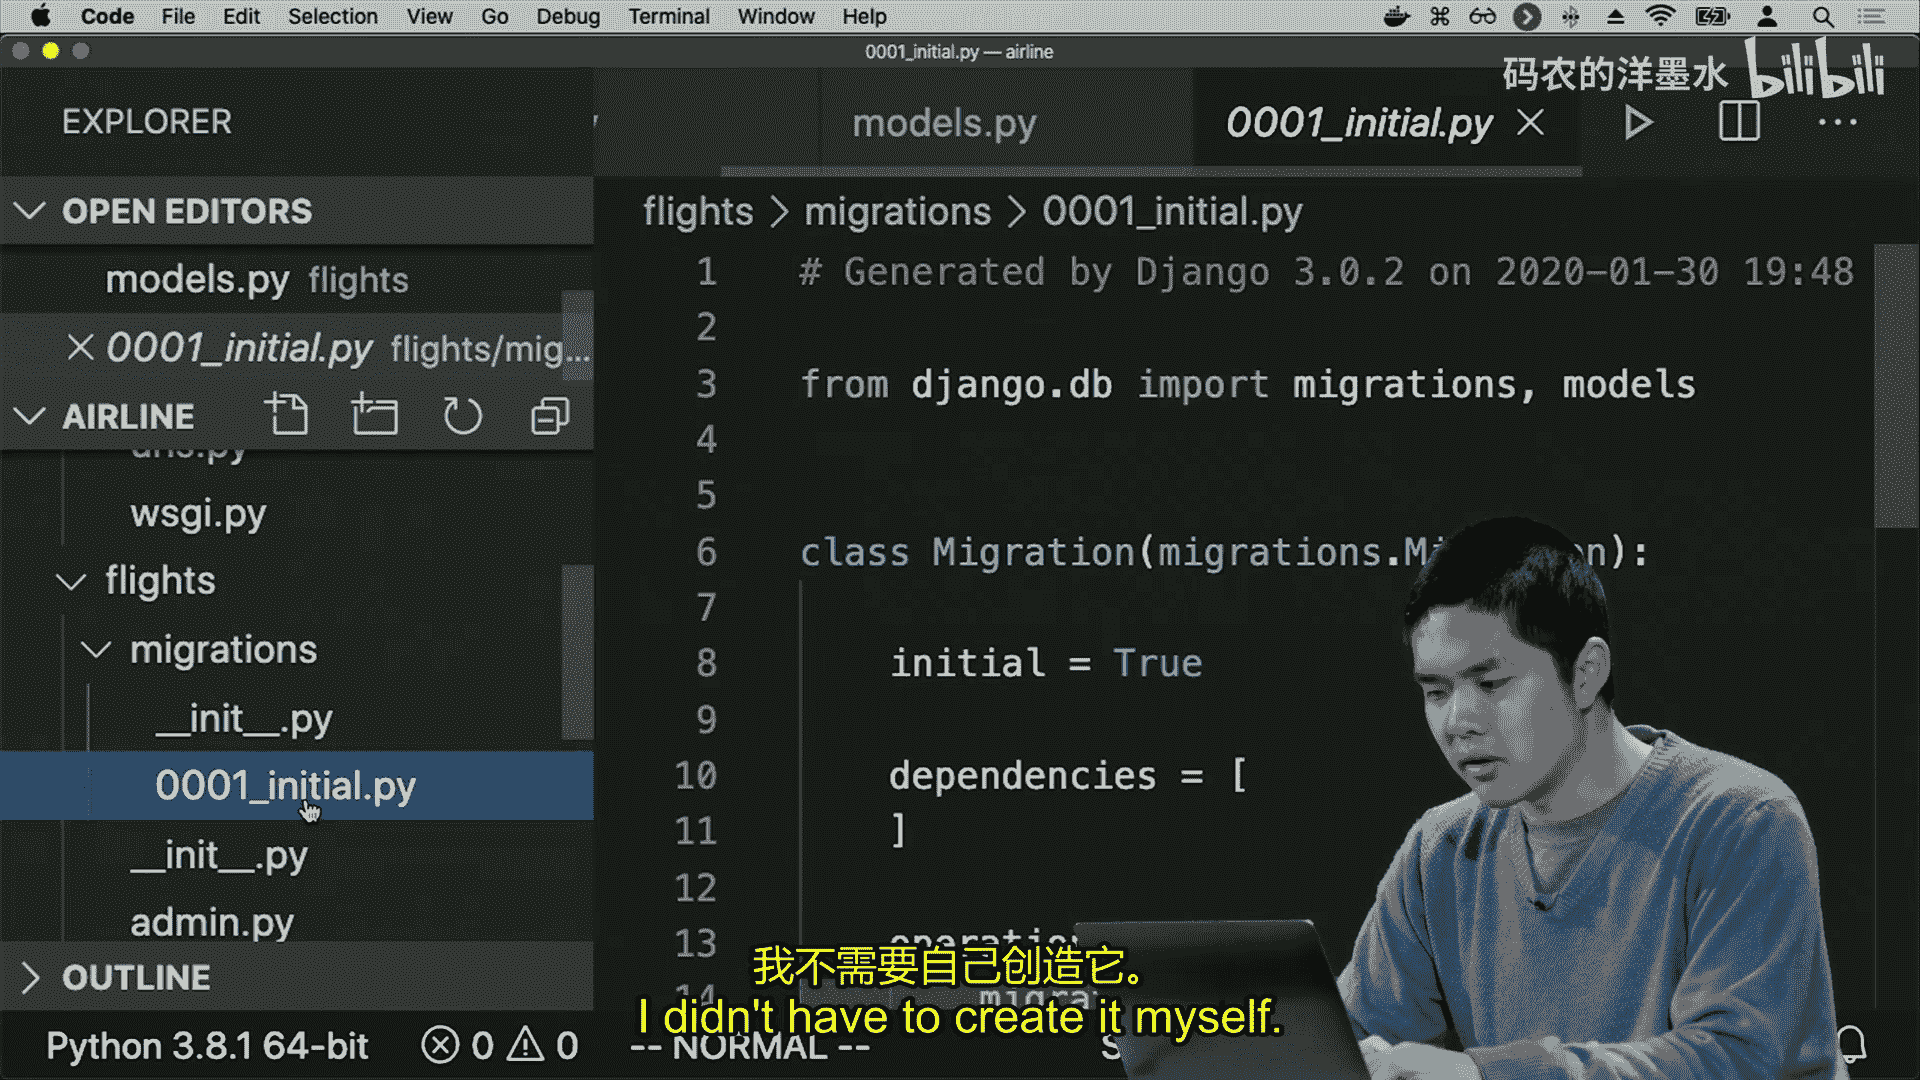 Code File Edit Selection View Go Debug Terminal Window Help
0001_initial.py — airline
码农的洋墨水 bilibili
EXPLORER
models.py
0001_initial.py
OPEN EDITORS
models.py flights
0001_initial.py flights/mig...
AIRLINE
wsgi.py
flights
migrations
__init__.py
0001_initial.py
__init__.py
admin.py
OUTLINE
flights > migrations > 0001_initial.py
1 # Generated by Django 3.0.2 on 2020-01-30 19:48
2
3 from django.db import migrations, models
4
5
6 class Migration(migrations.Mi n):
7
8 initial = True
9
10 dependencies = [
11 ]
12
13
14
我不需要自己创造它。
I didn't have to create it myself.
Python 3.8.1 64-bit 0 0 -- NORMAL --